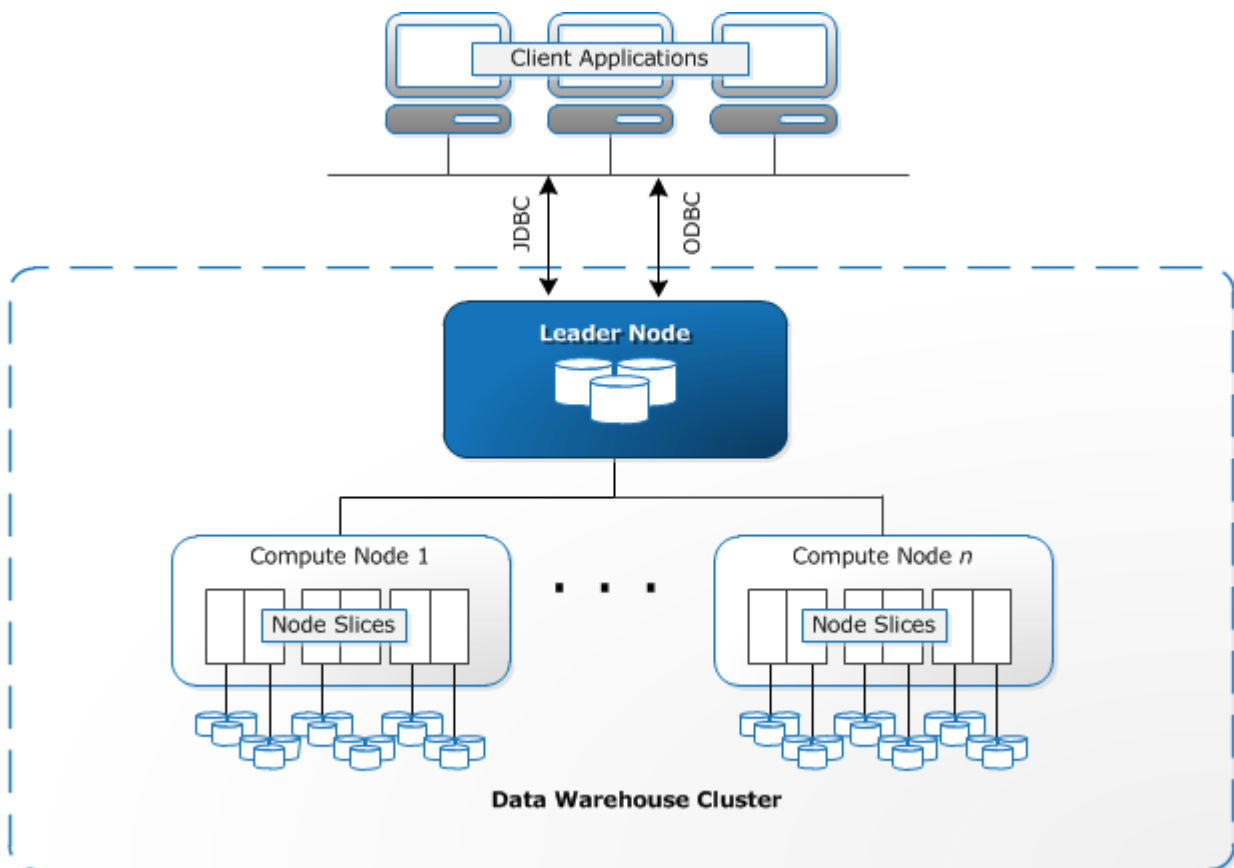 Client Applications
JDBC
ODBC
Leader Node
Compute Node 1
Compute Node n
. . .
Node Slices
Node Slices
Data Warehouse Cluster